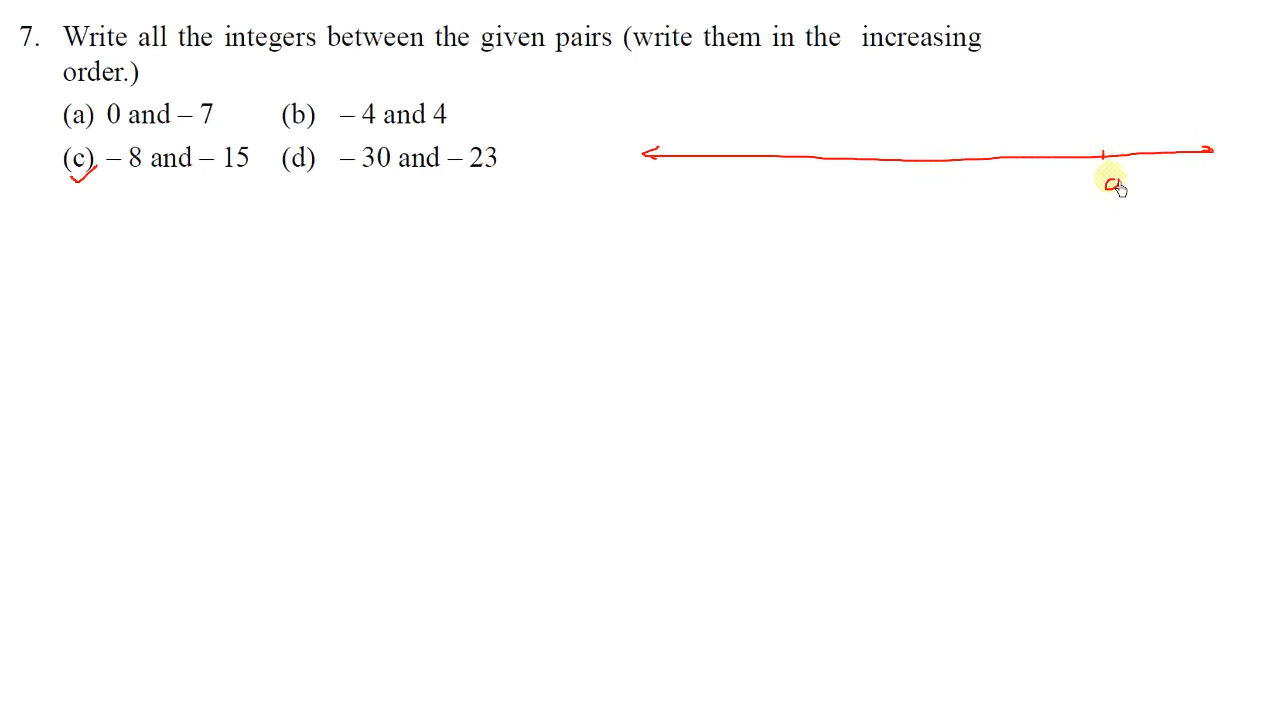 7. Write all the integers between the given pairs (write them in the increasing
order.)
(a) 0 and – 7 (b) – 4 and 4
(c) – 8 and – 15 (d) – 30 and – 23